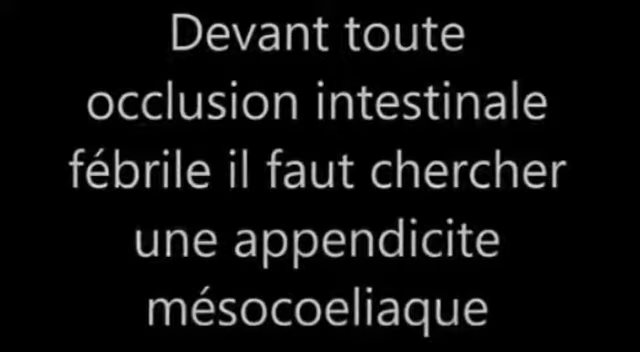 Devant toute
occlusion intestinale
fébrile il faut chercher
une appendicite
mésocoeliaque